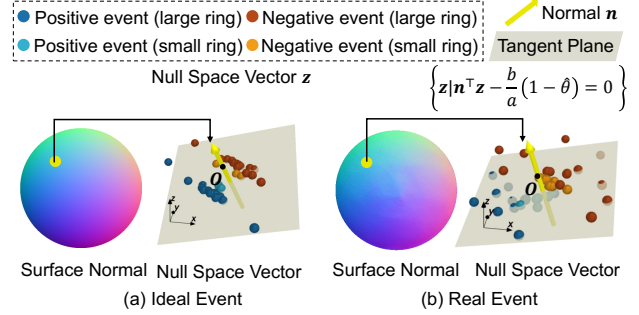 Positive event (large ring) Negative event (large ring)
Positive event (small ring) Negative event (small ring)
Normal n
Tangent Plane
Null Space Vector z
{z|n⊤z − b/a (1 − θ̂) = 0}
O
z
y
x
O
z
y
x
Surface Normal Null Space Vector Surface Normal Null Space Vector
(a) Ideal Event (b) Real Event